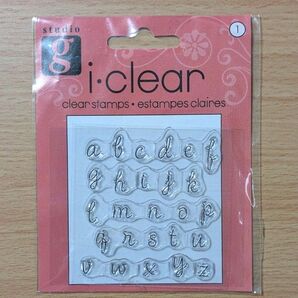 studio
g
1
i·clear
clear stamps • estampes claires
a b c d e f
g h i j k
l m n o p
q r s t u
v w x y z